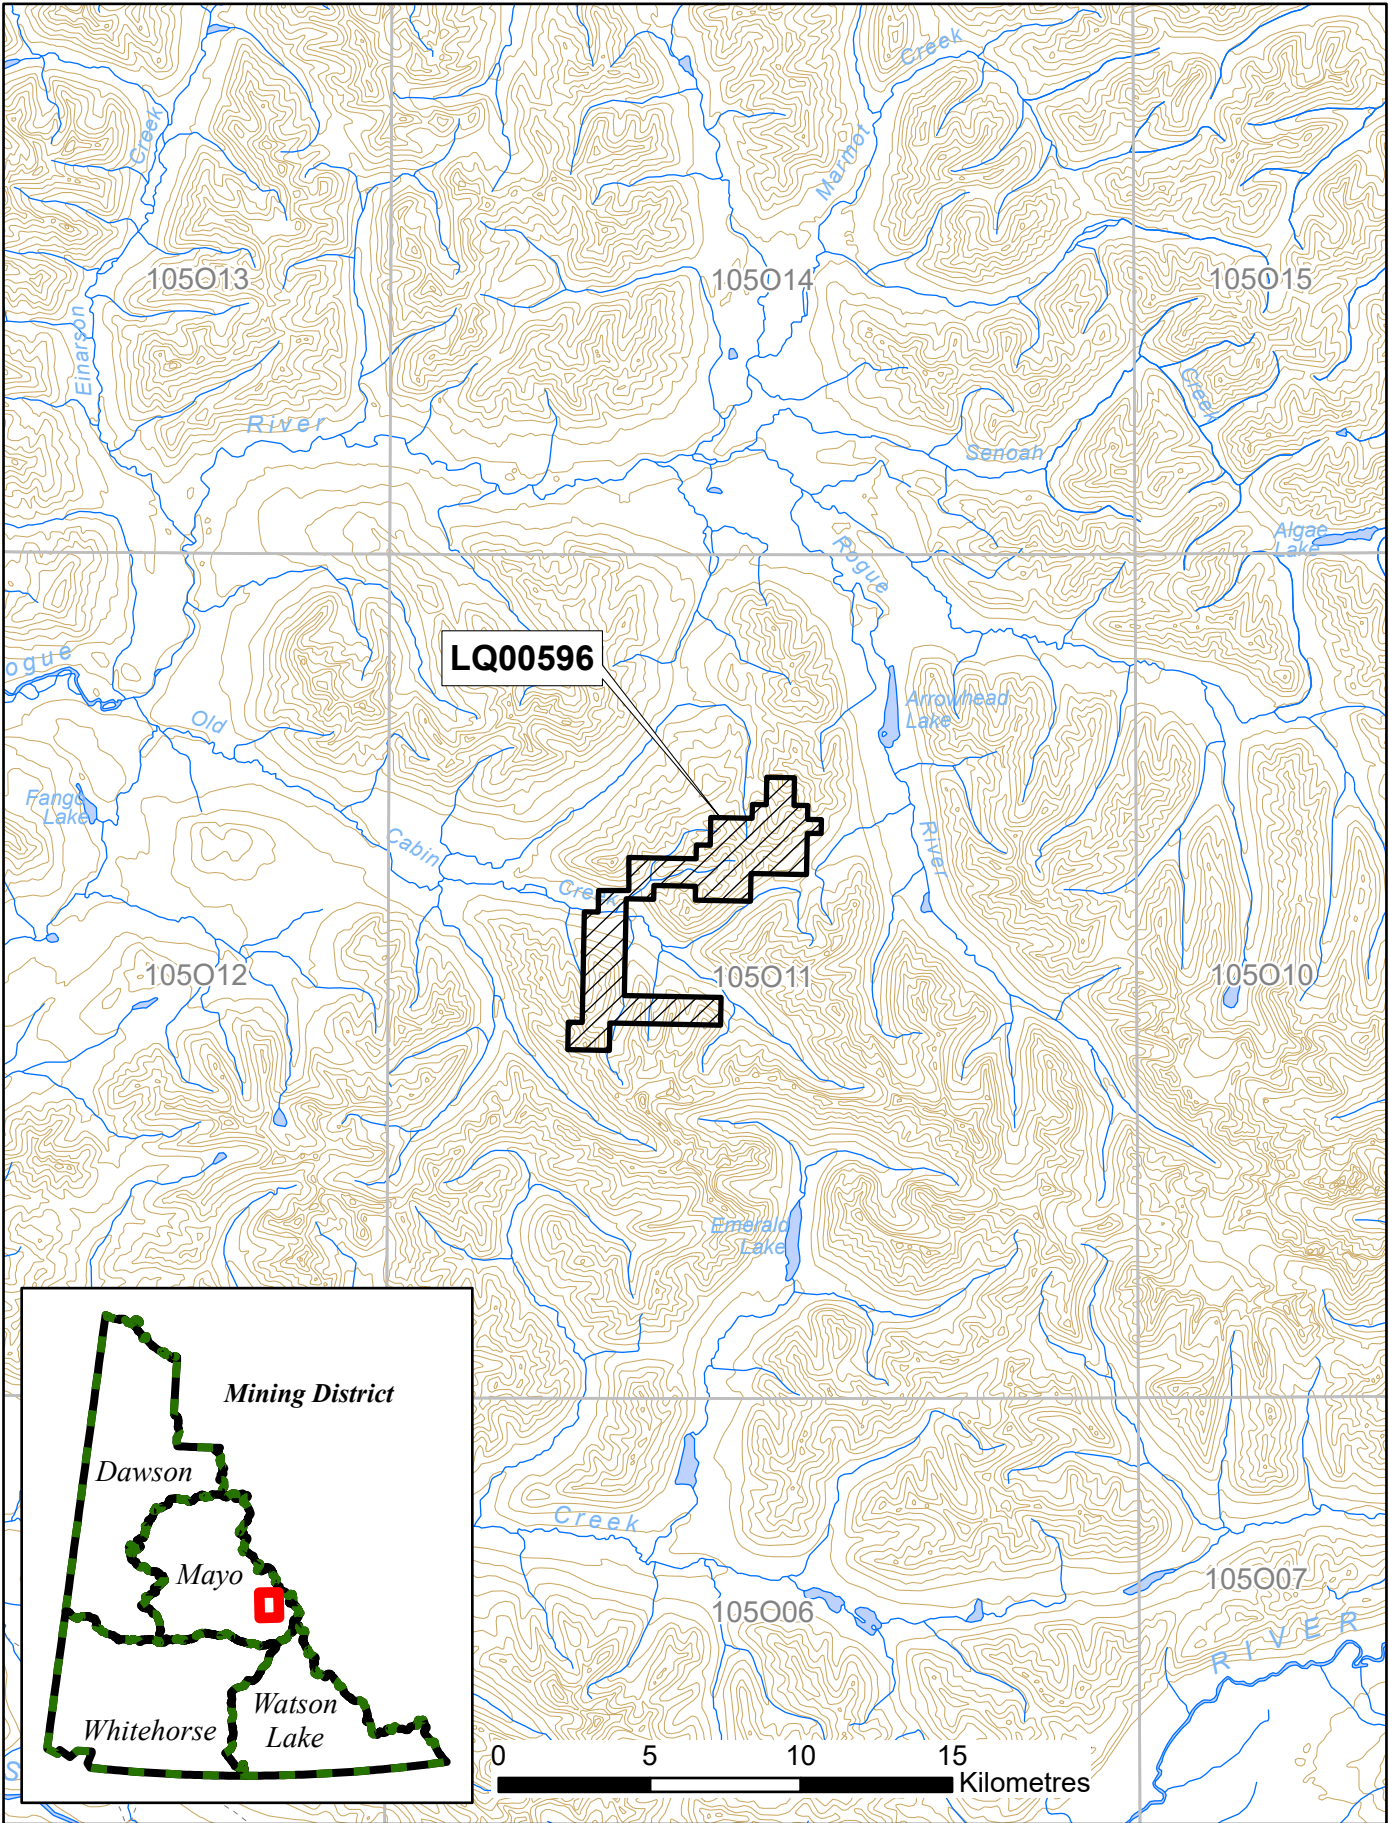 Creek
Creek
Marmot
105O13
105O14
105O15
Einarson
Creek
River
Senoah
Algae
Lake
Rogue
LQ00596
ogue
Arrowhead
Lake
Old
Fango
Lake
River
Cabin
Creek
105O12
105O11
105O10
Emerald
Lake
Mining District
Dawson
Creek
Mayo
105O07
105O06
RIVER
Watson
Lake
Whitehorse
S
0 5 10 15
Kilometres